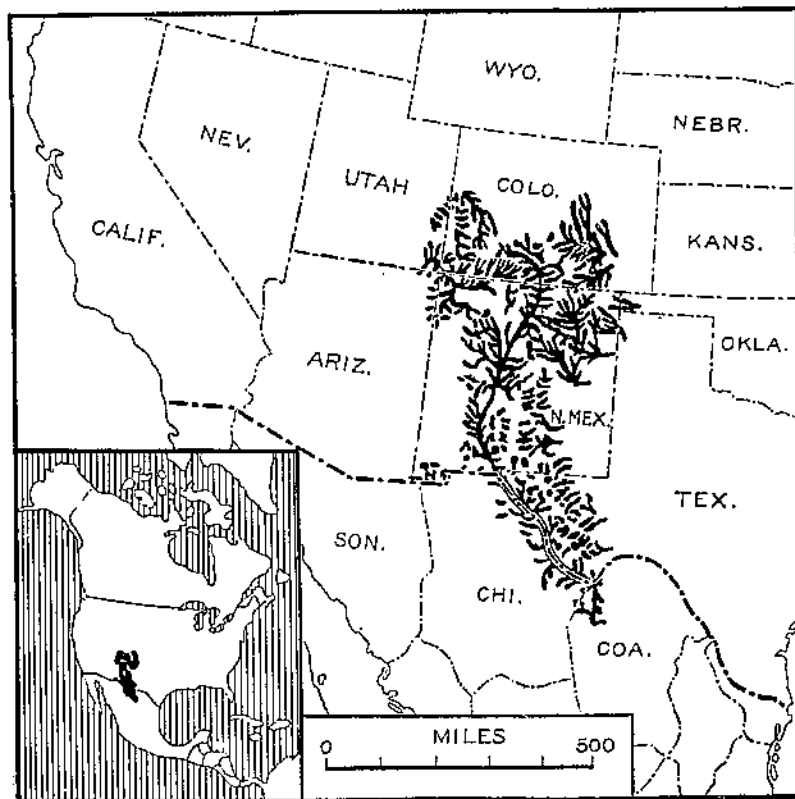 WYO.
NEBR.
NEV.
UTAH
COLO.
CALIF.
KANS.
OKLA.
ARIZ.
N. MEX.
TEX.
SON.
CHI.
COA.
MILES
0 500